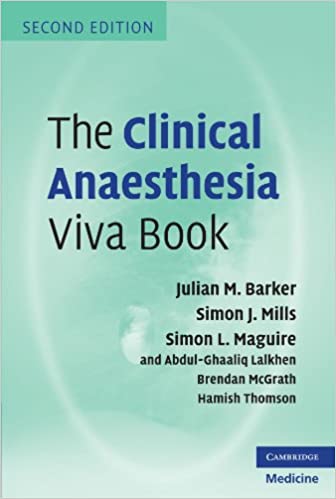 SECOND EDITION
The Clinical
Anaesthesia
Viva Book
Julian M. Barker
Simon J. Mills
Simon L. Maguire
and Abdul-Ghaaliq Lalkhen
Brendan McGrath
Hamish Thomson
CAMBRIDGE
Medicine